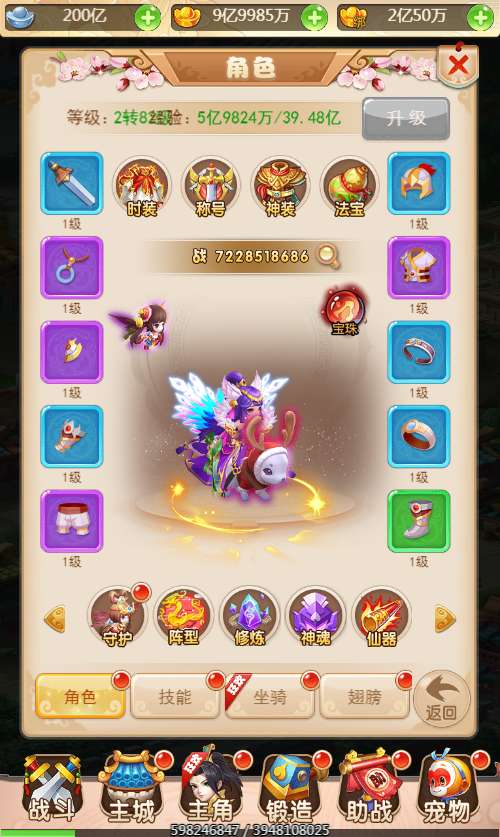 200亿 9亿9985万 2亿50万
角色
等级：2转82级经验：5亿9824万/39.48亿 升级
时装 称号 神装 法宝
1级 1级
战 7228518686
1级 1级
宝珠
1级 1级
1级 1级
1级 1级
守护 阵型 修炼 神魂 仙器
角色 技能 狂欢 坐骑 翅膀 返回
战斗 主城 狂欢 主角 锻造 助战 宠物
598246847 / 3948108025